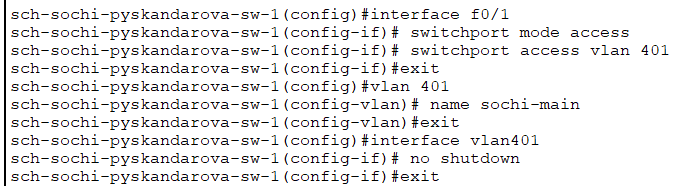 sch-sochi-pyskandarova-sw-1(config)#interface f0/1
sch-sochi-pyskandarova-sw-1(config-if)# switchport mode access
sch-sochi-pyskandarova-sw-1(config-if)# switchport access vlan 401
sch-sochi-pyskandarova-sw-1(config-if)#exit
sch-sochi-pyskandarova-sw-1(config)#vlan 401
sch-sochi-pyskandarova-sw-1(config-vlan)# name sochi-main
sch-sochi-pyskandarova-sw-1(config-vlan)#exit
sch-sochi-pyskandarova-sw-1(config)#interface vlan401
sch-sochi-pyskandarova-sw-1(config-if)# no shutdown
sch-sochi-pyskandarova-sw-1(config-if)#exit